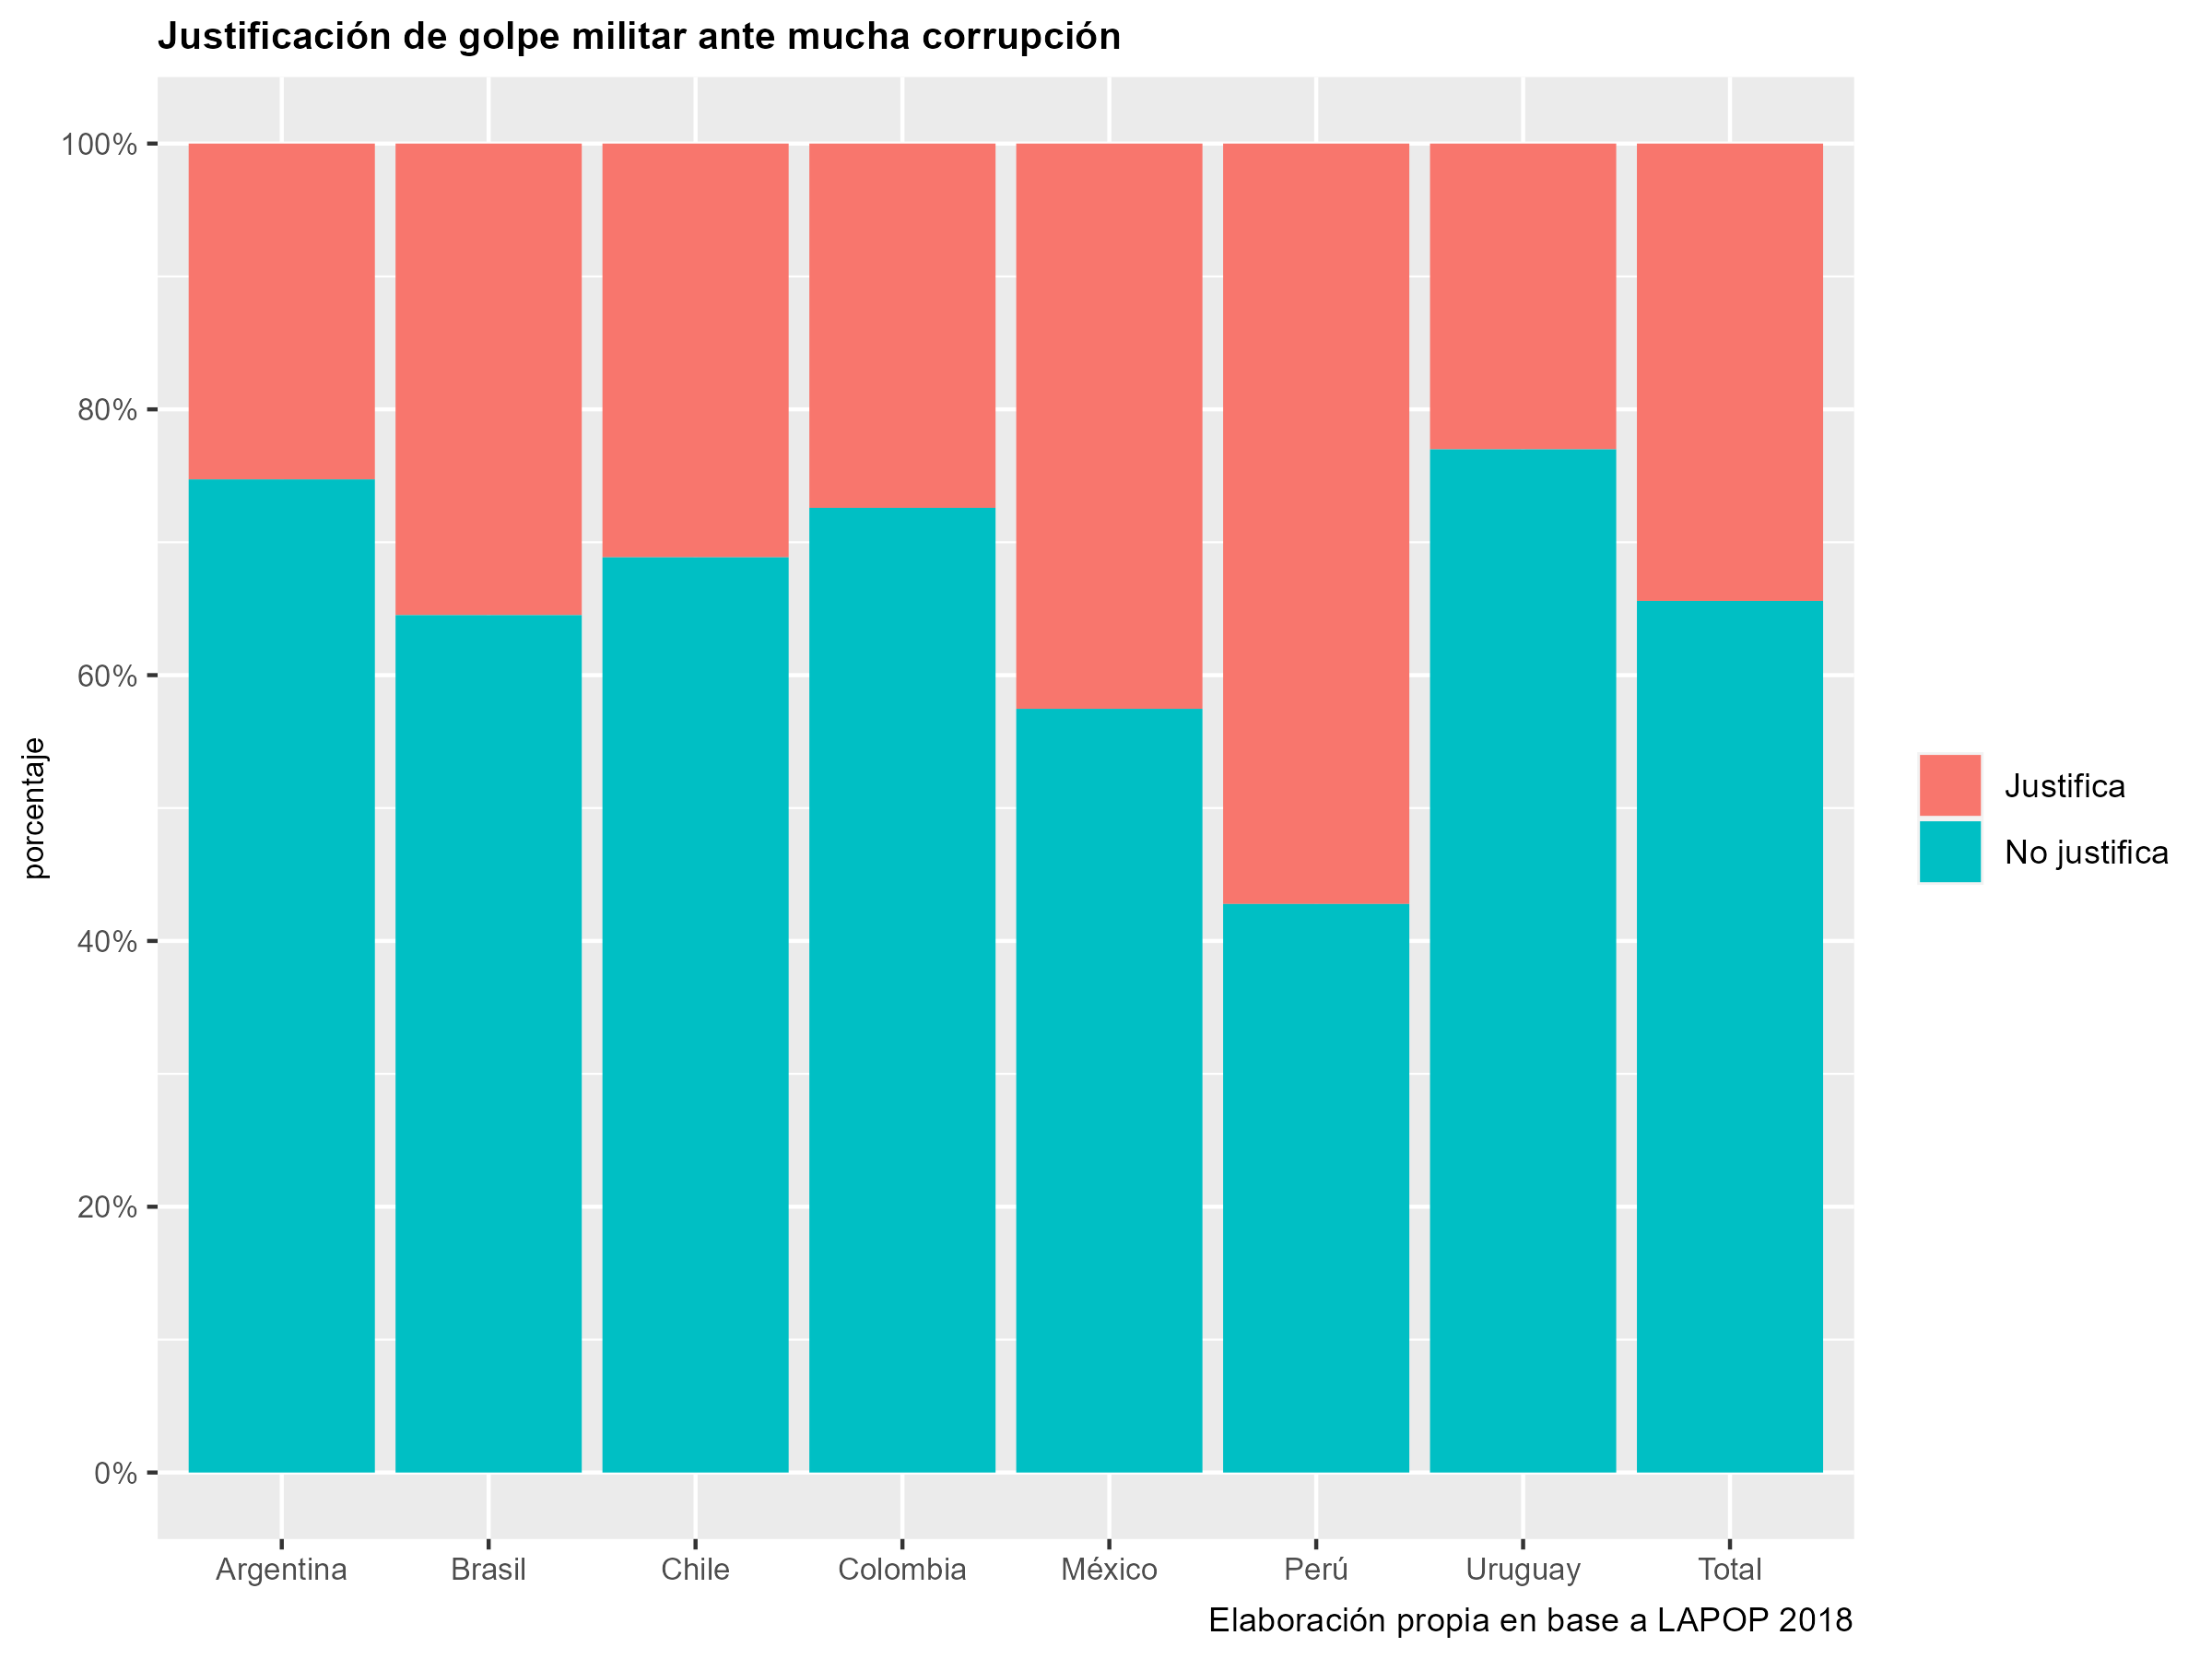 Justificación de golpe militar ante mucha corrupción
porcentaje
100%
80%
60%
40%
20%
0%
Argentina
Brasil
Chile
Colombia
México
Perú
Uruguay
Total
Justifica
No justifica
Elaboración propia en base a LAPOP 2018